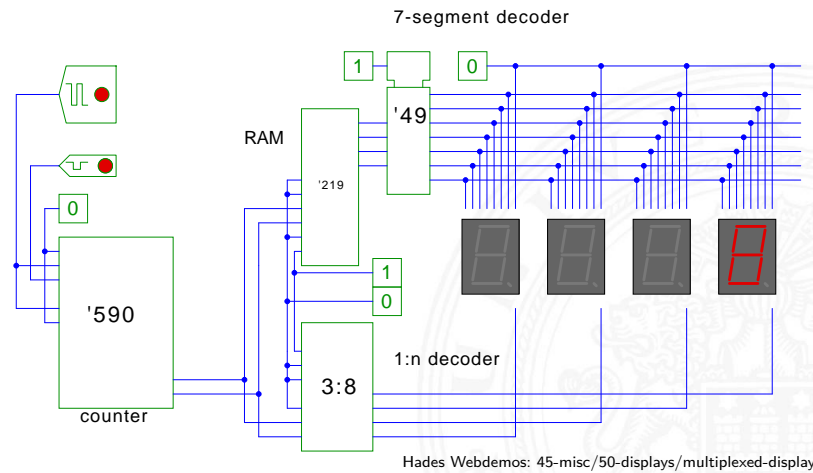 7-segment decoder
1
0
'49
RAM
'219
0
1
0
'590
1:n decoder
3:8
counter
Hades Webdemos: 45-misc/50-displays/multiplexed-display